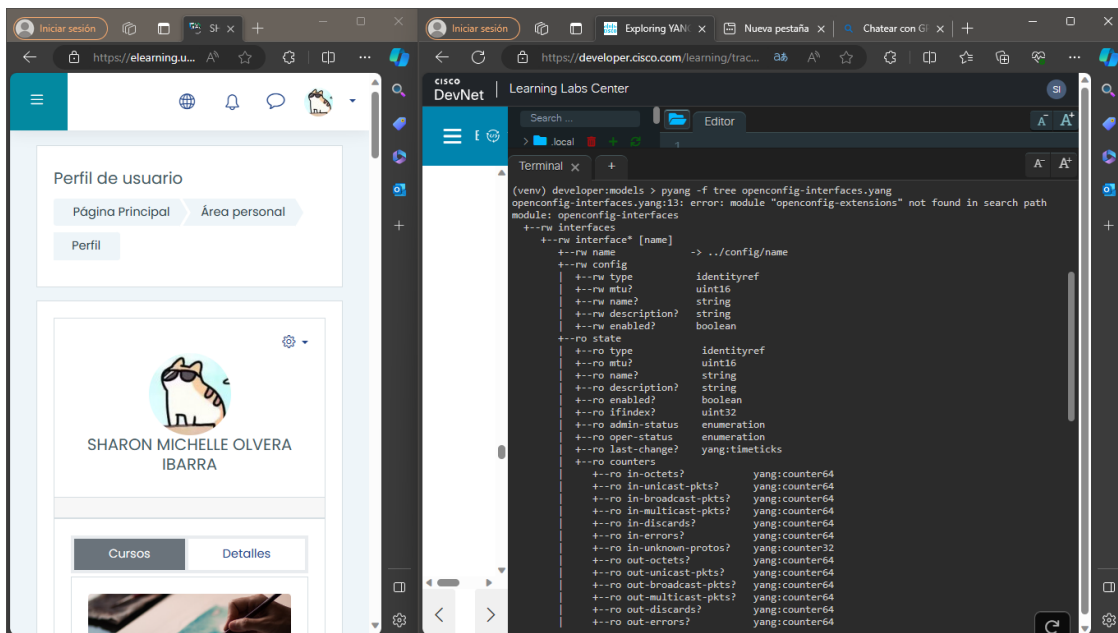 Iniciar sesión
SH
https://elearning.u...
Perfil de usuario
Página Principal
Área personal
Perfil
SHARON MICHELLE OLVERA
IBARRA
Cursos
Detalles
Iniciar sesión
Exploring YANG
Nueva pestaña
Chatear con GP
https://developer.cisco.com/learning/trac...
CISCO
DevNet
Learning Labs Center
SI
Search ...
Editor
A- A+
E
.local
1
Terminal
A- A+
(venv) developer:models > pyang -f tree openconfig-interfaces.yang
openconfig-interfaces.yang:13: error: module "openconfig-extensions" not found in search path
module: openconfig-interfaces
+--rw interfaces
+--rw interface* [name]
+--rw name -> ../config/name
+--rw config
| +--rw type identityref
| +--rw mtu? uint16
| +--rw name? string
| +--rw description? string
| +--rw enabled? boolean
+--ro state
| +--ro type identityref
| +--ro mtu? uint16
| +--ro name? string
| +--ro description? string
| +--ro enabled? boolean
| +--ro ifindex? uint32
| +--ro admin-status enumeration
| +--ro oper-status enumeration
| +--ro last-change? yang:timeticks
| +--ro counters
| +--ro in-octets? yang:counter64
| +--ro in-unicast-pkts? yang:counter64
| +--ro in-broadcast-pkts? yang:counter64
| +--ro in-multicast-pkts? yang:counter64
| +--ro in-discards? yang:counter64
| +--ro in-errors? yang:counter64
| +--ro in-unknown-protos? yang:counter32
| +--ro out-octets? yang:counter64
| +--ro out-unicast-pkts? yang:counter64
| +--ro out-broadcast-pkts? yang:counter64
| +--ro out-multicast-pkts? yang:counter64
| +--ro out-discards? yang:counter64
| +--ro out-errors? yang:counter64